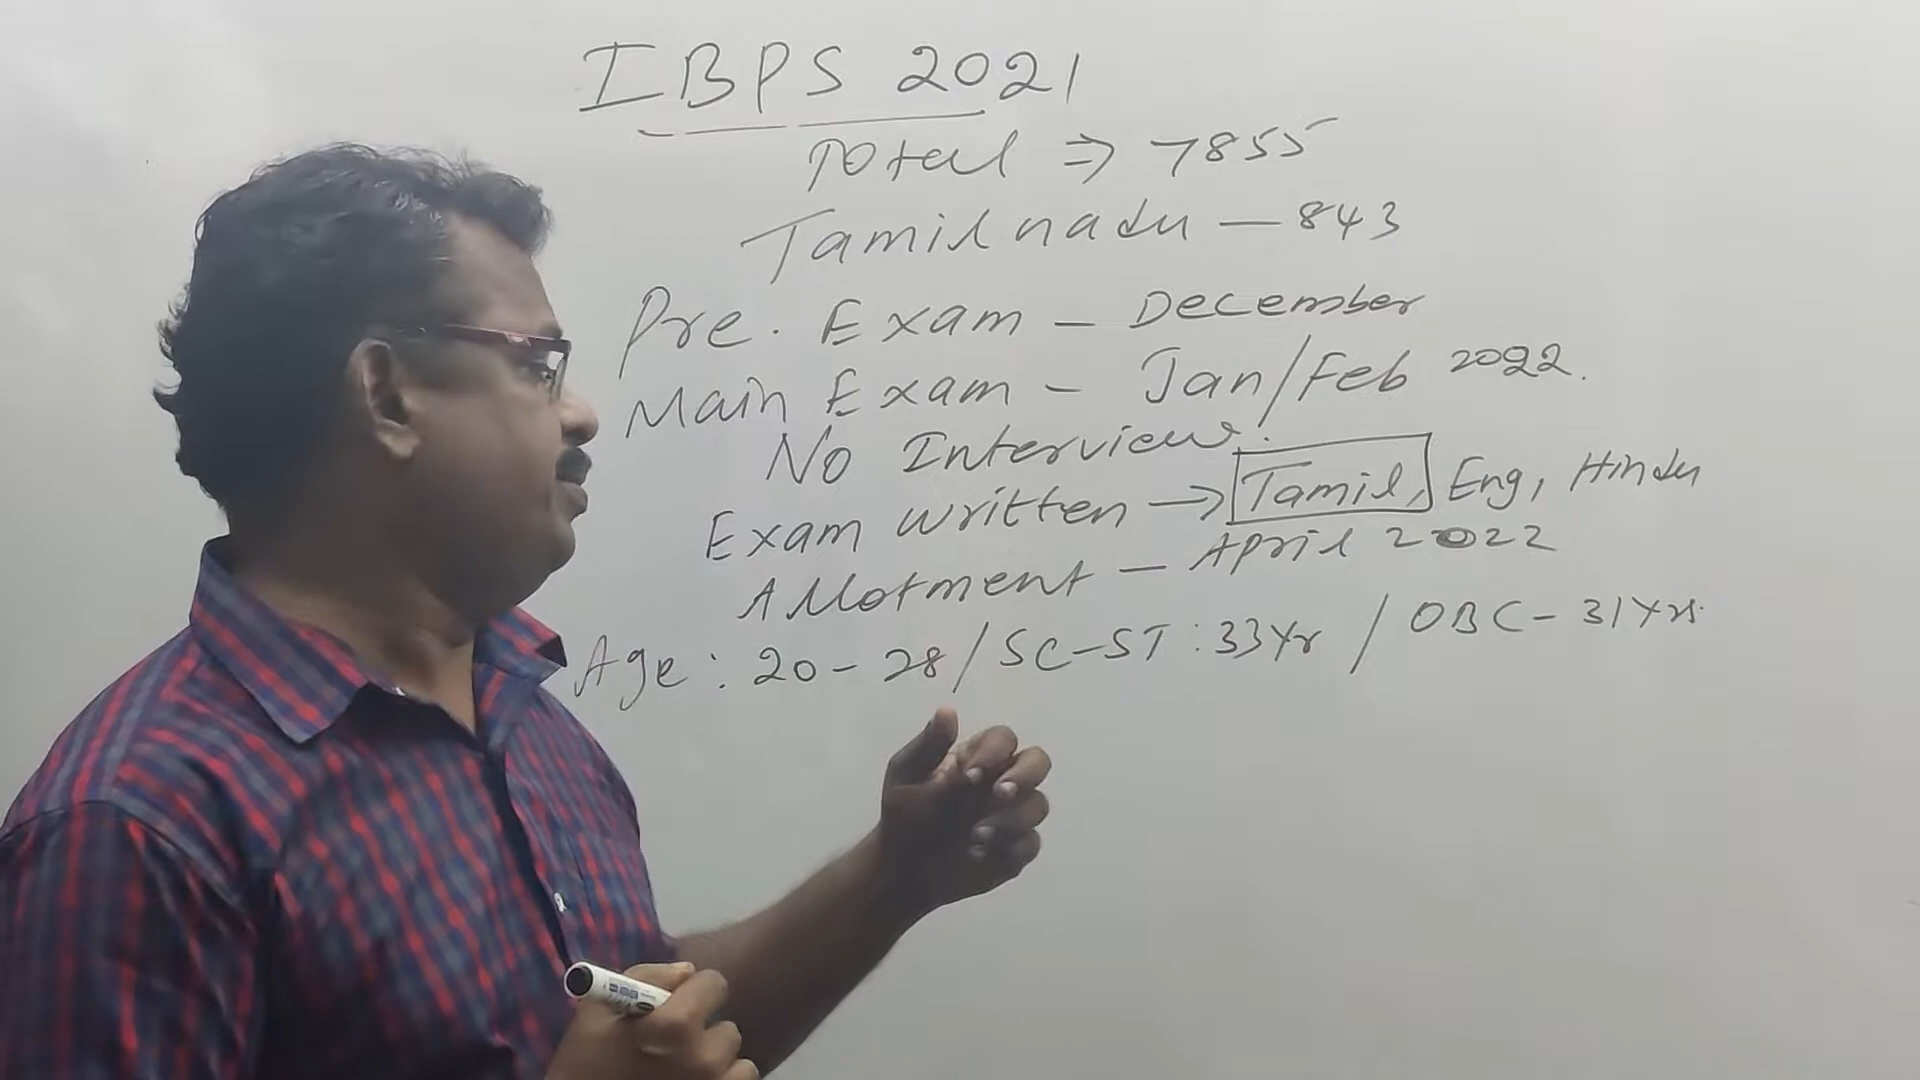 IBPS 2021
Total ⇒ 7855
Tamilnadu – 843
Pre. Exam – December
Main Exam – Jan/Feb 2022.
No Interview.
Exam written → Tamil, Eng, Hindu
Allotment – April 2022
Age : 20 – 28 / SC-ST : 33Yr / OBC – 31Yrs.